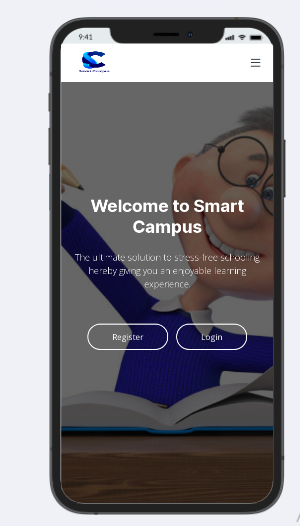 9:41
Smart Campus
Welcome to Smart
Campus
The ultimate solution to stress-free schooling
hereby giving you an enjoyable learning
experience.
Register
Login